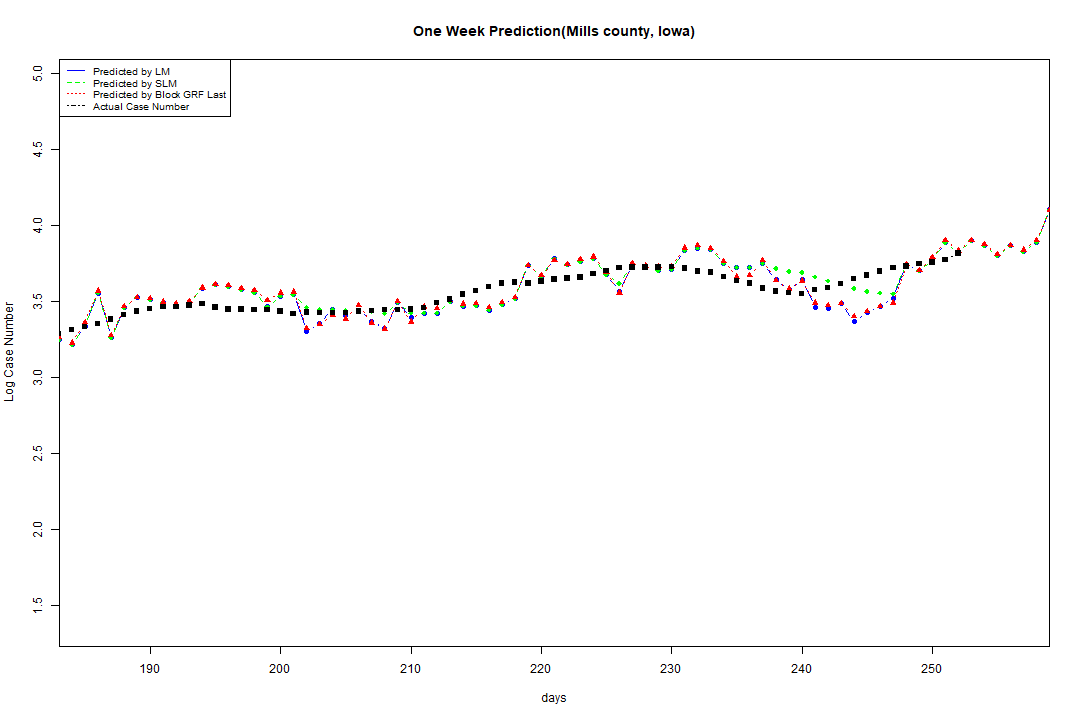 One Week Prediction(Mills county, Iowa)
Predicted by LM
Predicted by SLM
Predicted by Block GRF Last
Actual Case Number
5.0
4.5
4.0
3.5
3.0
2.5
2.0
1.5
Log Case Number
190 200 210 220 230 240 250
days